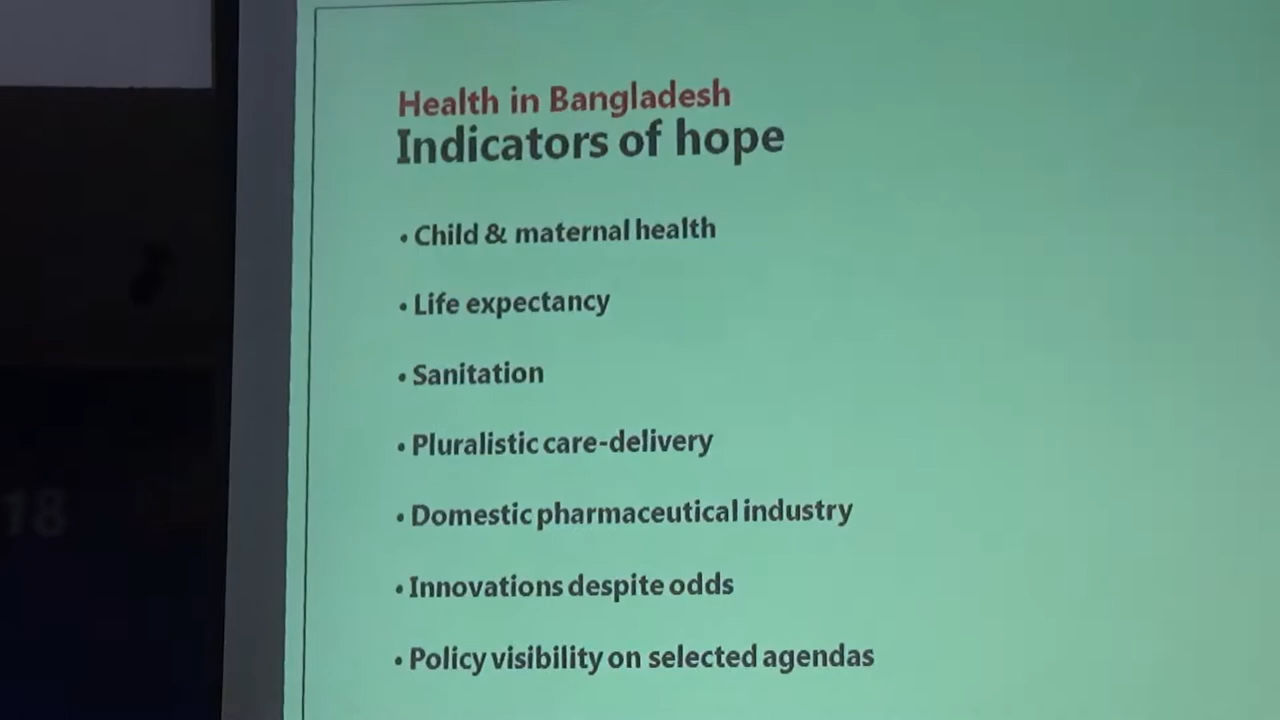 Health in Bangladesh
Indicators of hope
• Child & maternal health
• Life expectancy
• Sanitation
• Pluralistic care-delivery
• Domestic pharmaceutical industry
• Innovations despite odds
• Policy visibility on selected agendas
18